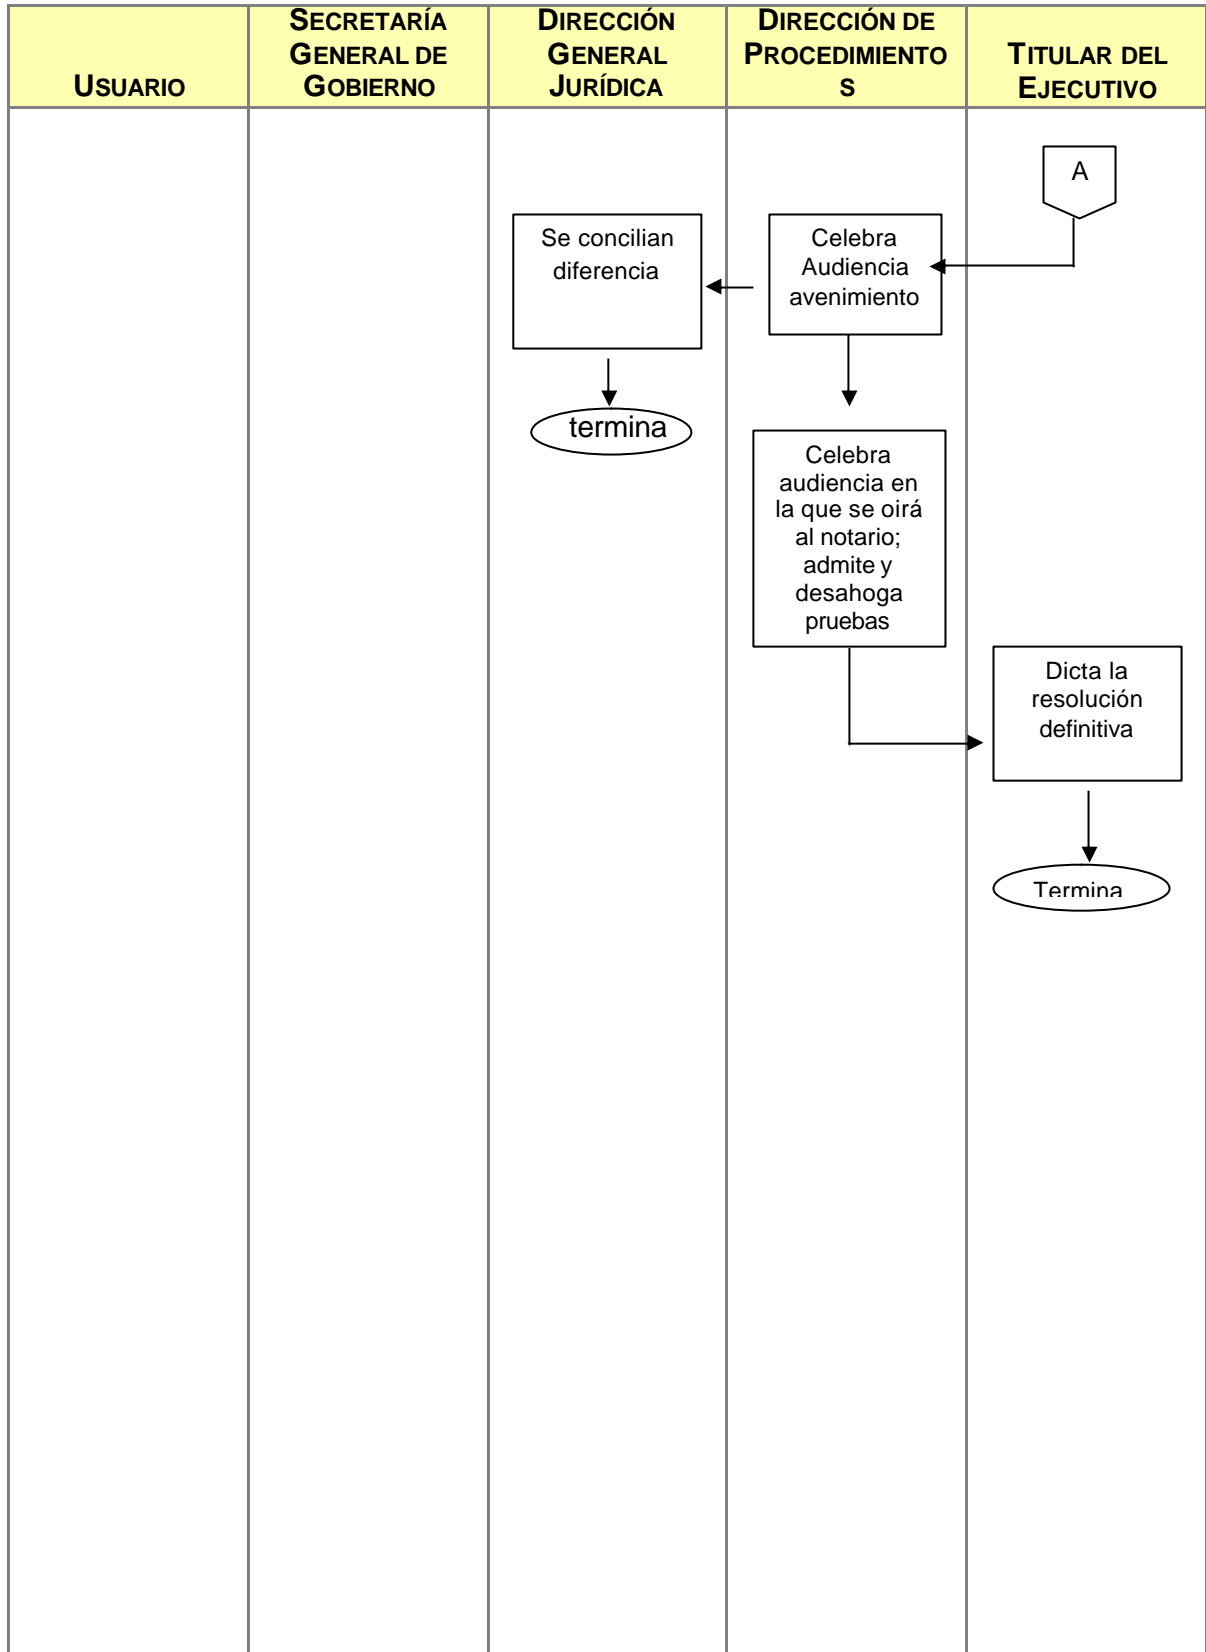 USUARIO
SECRETARÍA
GENERAL DE
GOBIERNO
DIRECCIÓN
GENERAL
JURÍDICA
DIRECCIÓN DE
PROCEDIMIENTO
S
TITULAR DEL
EJECUTIVO
A
Se concilian
diferencia
Celebra
Audiencia
avenimiento
termina
Celebra
audiencia en
la que se oirá
al notario;
admite y
desahoga
pruebas
Dicta la
resolución
definitiva
Termina